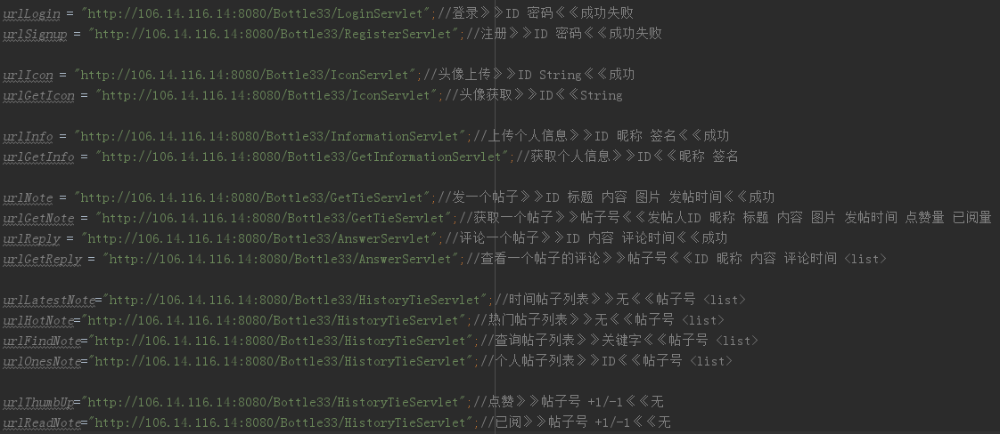 urlLogin = "http://106.14.116.14:8080/Bottle33/LoginServlet";//登录》》ID 密码《《成功失败
urlSignup = "http://106.14.116.14:8080/Bottle33/RegisterServlet";//注册》》ID 密码《《成功失败
urlIcon = "http://106.14.116.14:8080/Bottle33/IconServlet";//头像上传》》ID String《《成功
urlGetIcon = "http://106.14.116.14:8080/Bottle33/IconServlet";//头像获取》》ID《《String
urlInfo = "http://106.14.116.14:8080/Bottle33/InformationServlet";//上传个人信息》》ID 昵称 签名《《成功
urlGetInfo = "http://106.14.116.14:8080/Bottle33/GetInformationServlet";//获取个人信息》》ID《《昵称 签名
urlNote = "http://106.14.116.14:8080/Bottle33/GetTieServlet";//发一个帖子》》ID 标题 内容 图片 发帖时间《《成功
urlGetNote = "http://106.14.116.14:8080/Bottle33/GetTieServlet";//获取一个帖子》》帖子号《《发帖人ID 昵称 标题 内容 图片 发帖时间 点赞量 已阅量
urlReply = "http://106.14.116.14:8080/Bottle33/AnswerServlet";//评论一个帖子》》ID 内容 评论时间《《成功
urlGetReply = "http://106.14.116.14:8080/Bottle33/AnswerServlet";//查看一个帖子的评论》》帖子号《《ID 昵称 内容 评论时间 <list>
urlLatestNote="http://106.14.116.14:8080/Bottle33/HistoryTieServlet";//时间帖子列表》》无《《帖子号 <list>
urlHotNote="http://106.14.116.14:8080/Bottle33/HistoryTieServlet";//热门帖子列表》》无《《帖子号 <list>
urlFindNote="http://106.14.116.14:8080/Bottle33/HistoryTieServlet";//查询帖子列表》》关键字《《帖子号 <list>
urlOnesNote="http://106.14.116.14:8080/Bottle33/HistoryTieServlet";//个人帖子列表》》ID《《帖子号 <list>
urlThumbUp="http://106.14.116.14:8080/Bottle33/HistoryTieServlet";//点赞》》帖子号 +1/-1《《无
urlReadNote="http://106.14.116.14:8080/Bottle33/HistoryTieServlet";//已阅》》帖子号 +1/-1《《无